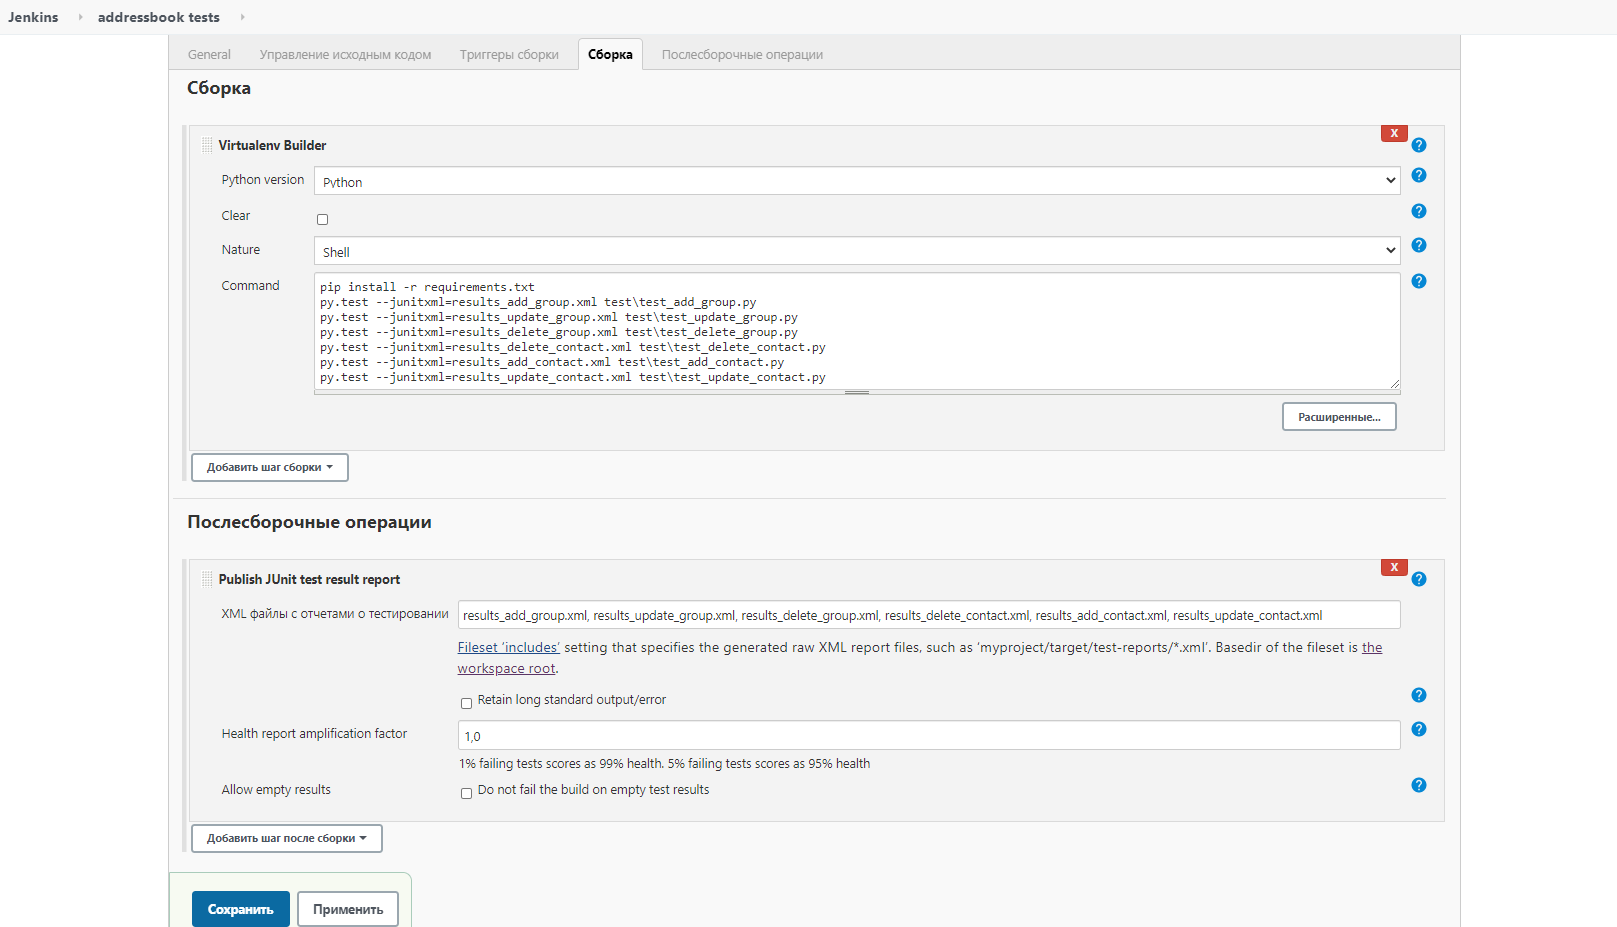 Jenkins addressbook tests
General Управление исходным кодом Триггеры сборки Сборка Послесборочные операции
Сборка
X
Virtualenv Builder ?
Python version Python ?
Clear ?
Nature Shell ?
Command ?
pip install -r requirements.txt
py.test --junitxml=results_add_group.xml test\test_add_group.py
py.test --junitxml=results_update_group.xml test\test_update_group.py
py.test --junitxml=results_delete_group.xml test\test_delete_group.py
py.test --junitxml=results_delete_contact.xml test\test_delete_contact.py
py.test --junitxml=results_add_contact.xml test\test_add_contact.py
py.test --junitxml=results_update_contact.xml test\test_update_contact.py
Расширенные...
Добавить шаг сборки
Послесборочные операции
X
Publish JUnit test result report ?
XML файлы с отчетами о тестировании results_add_group.xml, results_update_group.xml, results_delete_group.xml, results_delete_contact.xml, results_add_contact.xml, results_update_contact.xml
Fileset ‘includes’ setting that specifies the generated raw XML report files, such as ‘myproject/target/test-reports/*.xml’. Basedir of the fileset is the
workspace root.
Retain long standard output/error ?
Health report amplification factor 1,0 ?
1% failing tests scores as 99% health. 5% failing tests scores as 95% health
Allow empty results Do not fail the build on empty test results ?
Добавить шаг после сборки
Сохранить Применить